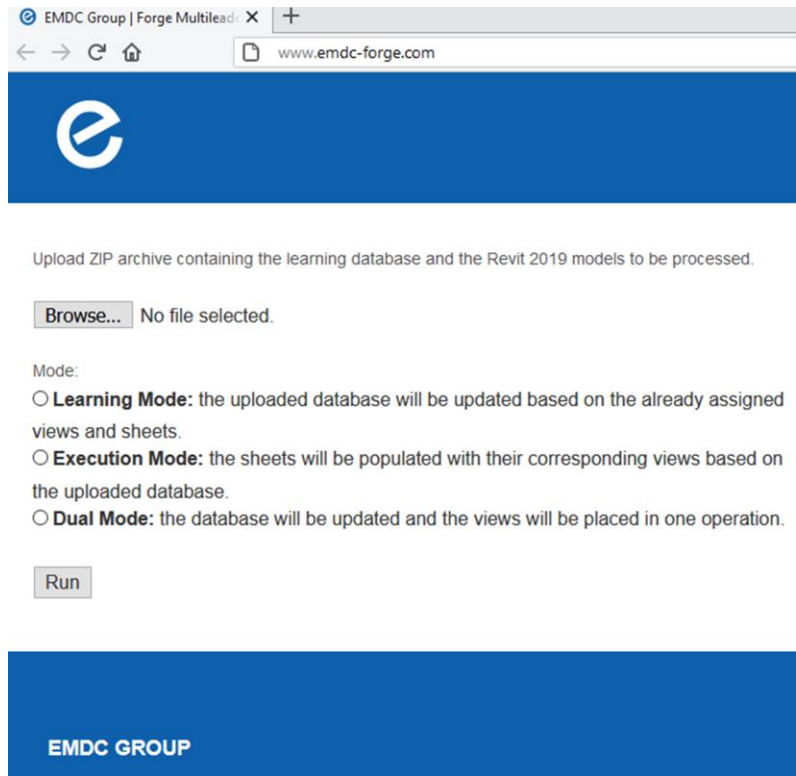 EMDC Group | Forge Multilead
www.emdc-forge.com
e
Upload ZIP archive containing the learning database and the Revit 2019 models to be processed.
Browse... No file selected.
Mode:
Learning Mode: the uploaded database will be updated based on the already assigned
views and sheets.
Execution Mode: the sheets will be populated with their corresponding views based on
the uploaded database.
Dual Mode: the database will be updated and the views will be placed in one operation.
Run
EMDC GROUP